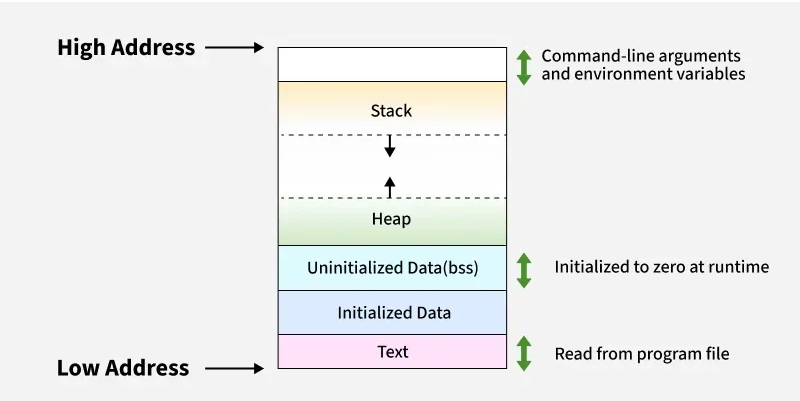 High Address
Command-line arguments
and environment variables
Stack
Heap
Uninitialized Data(bss)
Initialized to zero at runtime
Initialized Data
Text
Read from program file
Low Address